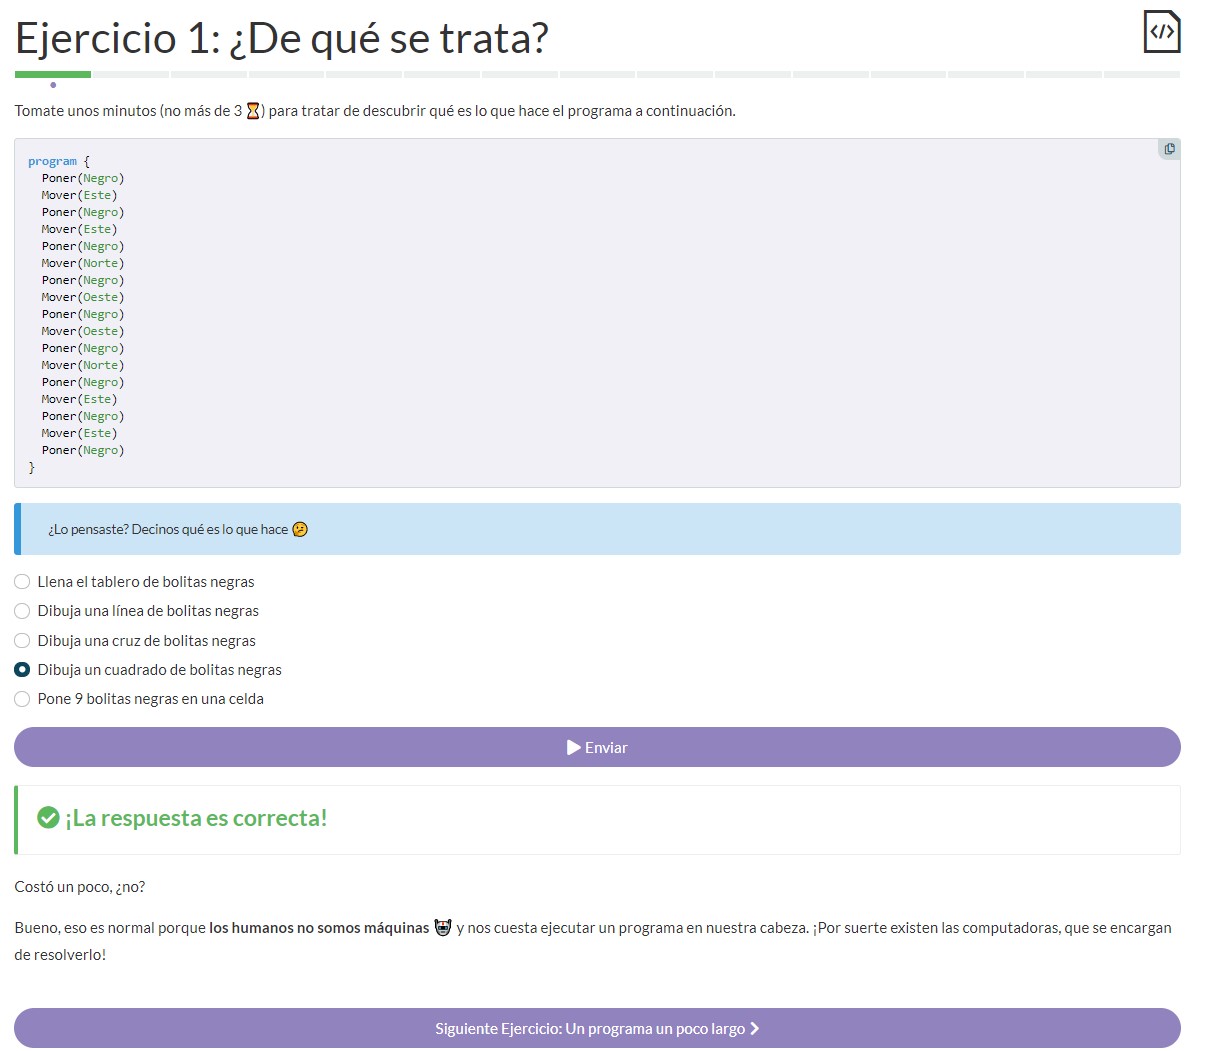 Ejercicio 1: ¿De qué se trata?
</>
Tomate unos minutos (no más de 3 ⏳) para tratar de descubrir qué es lo que hace el programa a continuación.
program {
  Poner(Negro)
  Mover(Este)
  Poner(Negro)
  Mover(Este)
  Poner(Negro)
  Mover(Norte)
  Poner(Negro)
  Mover(Oeste)
  Poner(Negro)
  Mover(Oeste)
  Poner(Negro)
  Mover(Norte)
  Poner(Negro)
  Mover(Este)
  Poner(Negro)
  Mover(Este)
  Poner(Negro)
}
¿Lo pensaste? Decinos qué es lo que hace 🤔
Llena el tablero de bolitas negras
Dibuja una línea de bolitas negras
Dibuja una cruz de bolitas negras
Dibuja un cuadrado de bolitas negras
Pone 9 bolitas negras en una celda
Enviar
¡La respuesta es correcta!
Costó un poco, ¿no?
Bueno, eso es normal porque los humanos no somos máquinas 🤖 y nos cuesta ejecutar un programa en nuestra cabeza. ¡Por suerte existen las computadoras, que se encargan
de resolverlo!
Siguiente Ejercicio: Un programa un poco largo